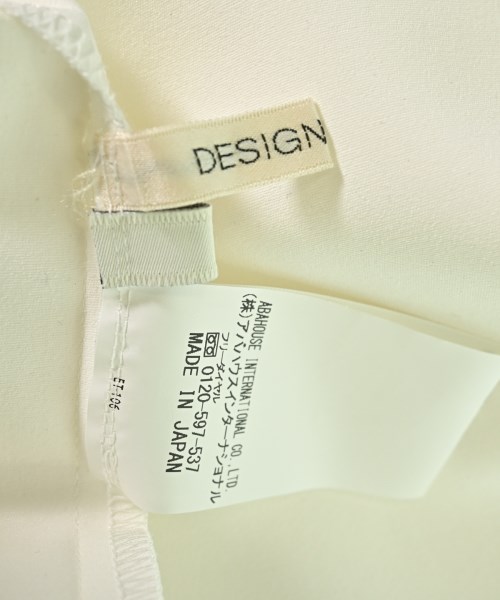 DESIGN
ABAHOUSE INTERNATIONAL CO.,LTD.
(株)アバハウスインターナショナル
フリーダイヤル
0120-597-537
MADE IN JAPAN
ET-106